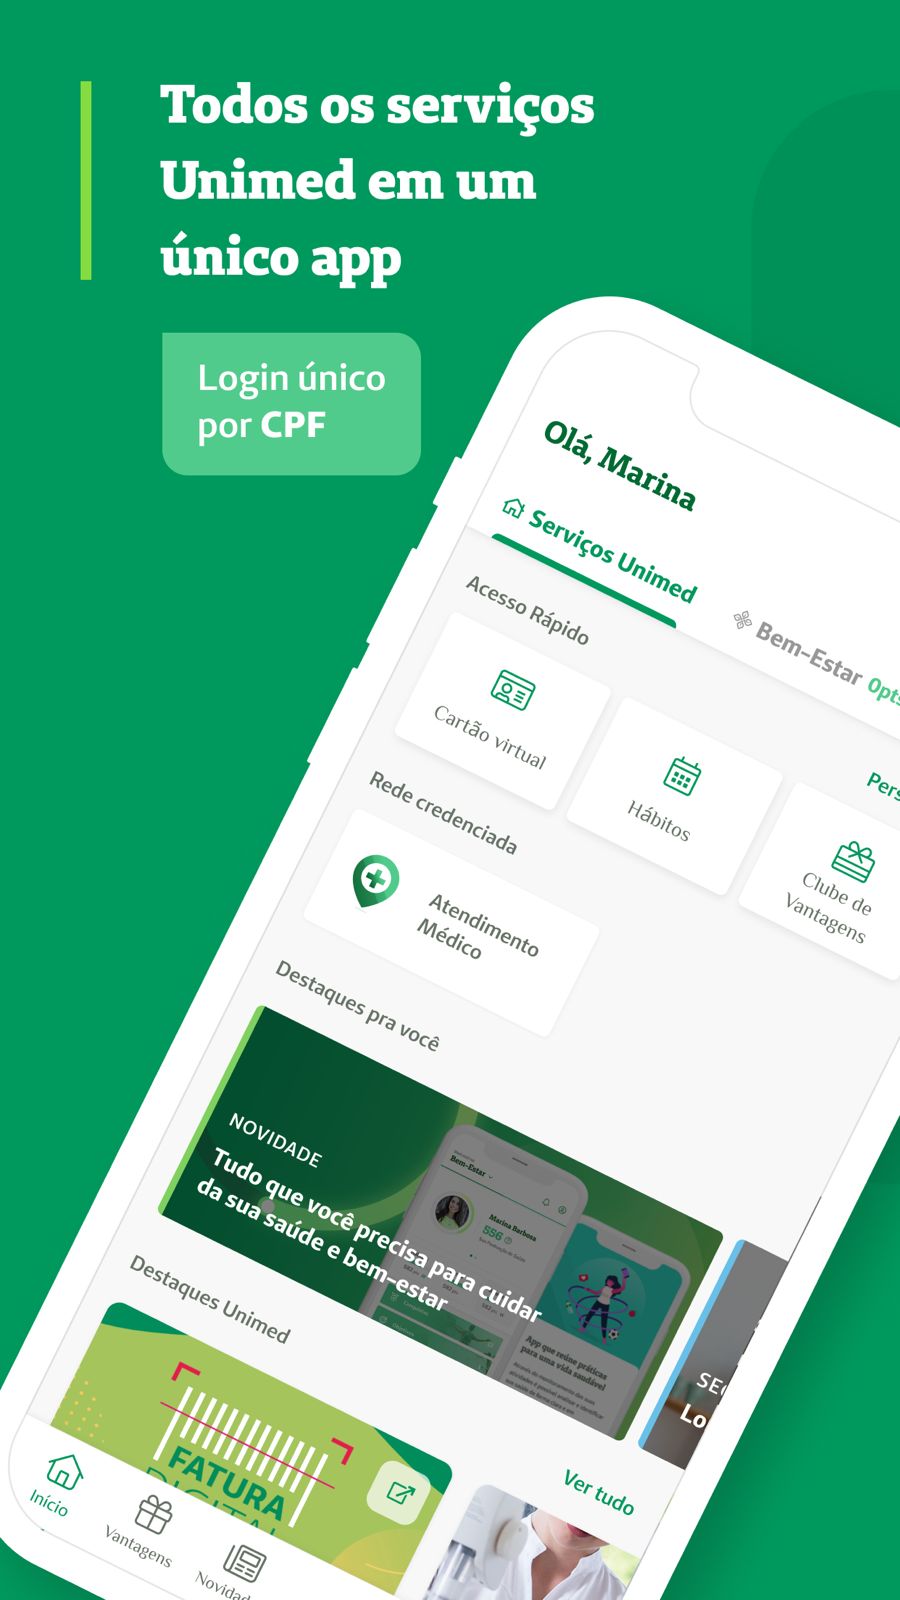 Todos os serviços
Unimed em um
único app
Login único
por CPF
Olá, Marina
Serviços Unimed
Bem-Estar 0pts
Acesso Rápido
Pers
Cartão virtual
Hábitos
Clube de
Vantagens
Rede credenciada
Atendimento
Médico
Destaques pra você
NOVIDADE
Tudo que você precisa para cuidar
da sua saúde e bem-estar
Bem-Estar
Marina Barbosa
556
App que reúne práticas
para uma vida saudável
SEG
Lo
Destaques Unimed
Ver tudo
FATURA
DIGITAL
Início
Vantagens
Novidad